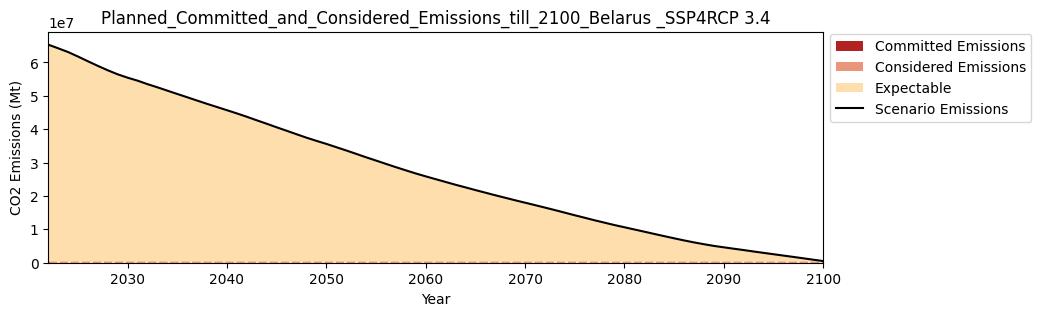 Planned_Committed_and_Considered_Emissions_till_2100_Belarus _SSP4RCP 3.4
1e7
6
5
4
3
2
1
0
CO2 Emissions (Mt)
2030 2040 2050 2060 2070 2080 2090 2100
Year
Committed Emissions
Considered Emissions
Expectable
Scenario Emissions